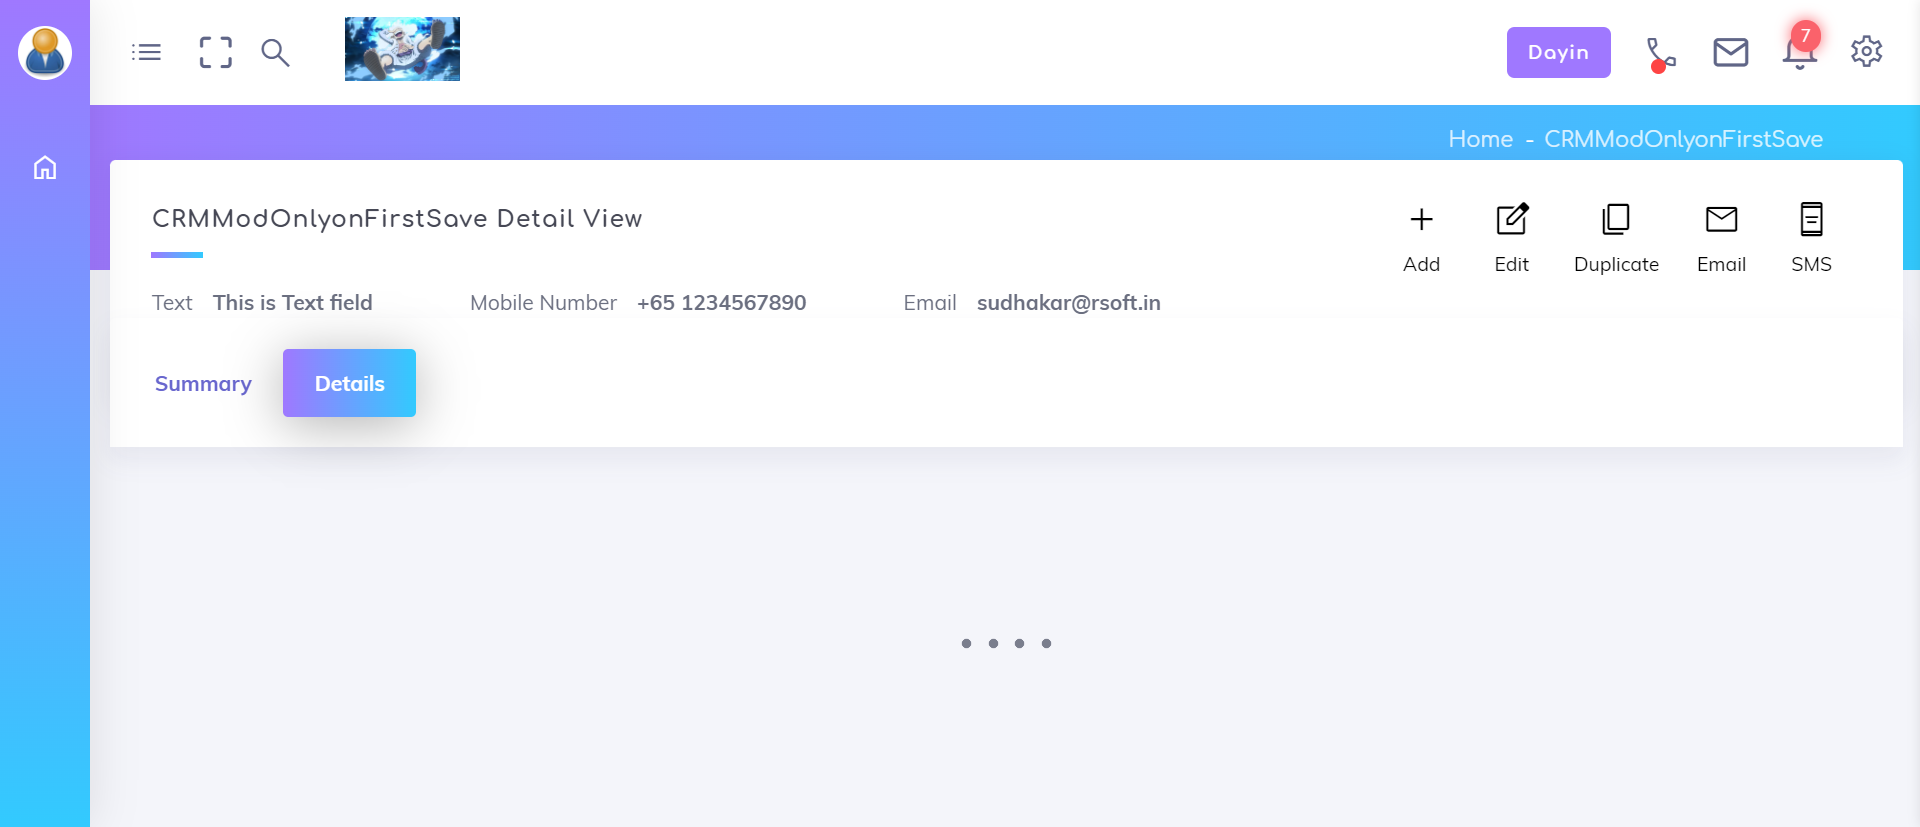 Dayin
7
Home - CRMModOnlyonFirstSave
CRMModOnlyonFirstSave Detail View
Add Edit Duplicate Email SMS
Text This is Text field Mobile Number +65 1234567890 Email sudhakar@rsoft.in
Summary Details